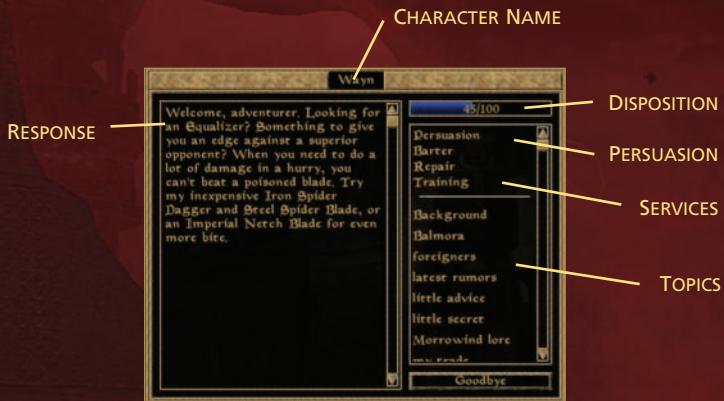 CHARACTER NAME
Wayn
RESPONSE
Welcome, adventurer. Looking for
an Equalizer? Something to give
you an edge against a superior
opponent? When you need to do a
lot of damage in a hurry, you
can't beat a poisoned blade. Try
my inexpensive Iron Spider
Dagger and Steel Spider Blade, or
an Imperial Netch Blade for even
more bite.
45/100
DISPOSITION
Persuasion
PERSUASION
Barter
Repair
Training
SERVICES
Background
Balmora
foreigners
latest rumors
TOPICS
little advice
little secret
Morrowind lore
my trade
Goodbye